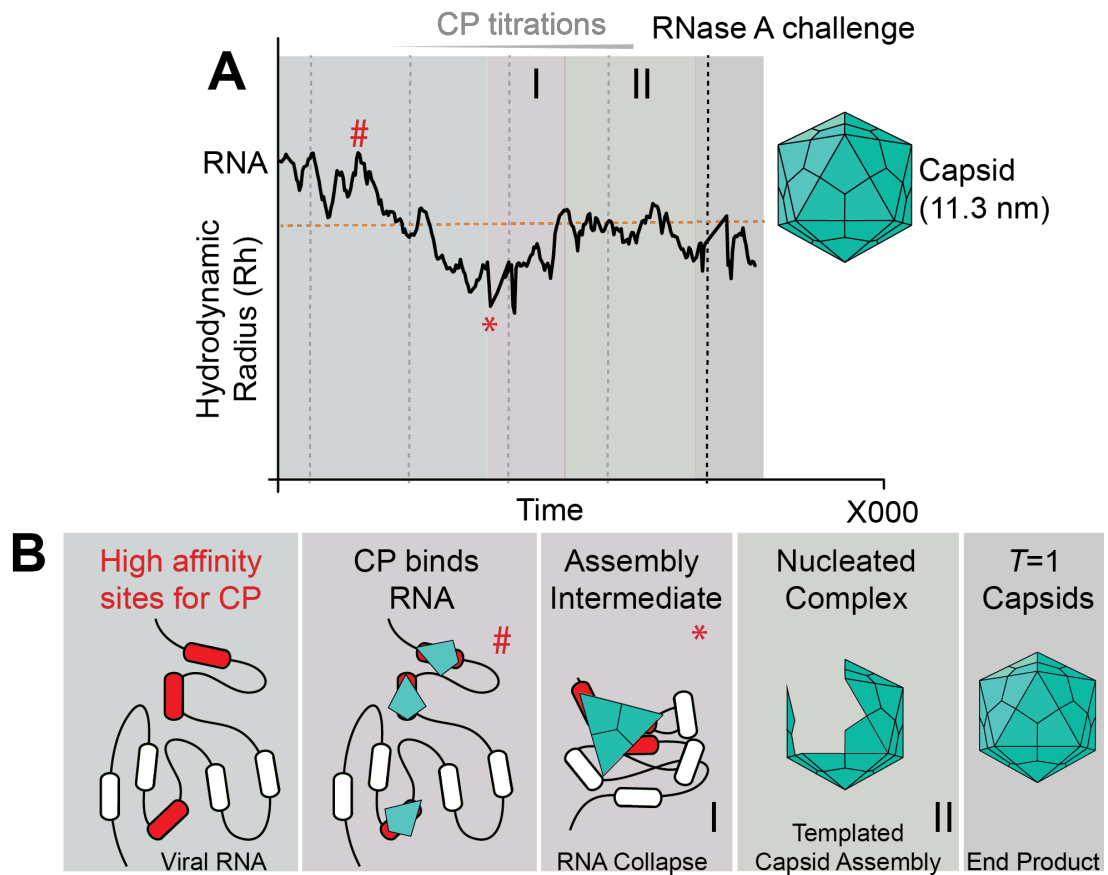 CP titrations
RNase A challenge
A
I
II
#
RNA
Capsid
(11.3 nm)
Hydrodynamic
Radius (Rh)
*
Time
X000
B
High affinity
sites for CP
Viral RNA
CP binds
RNA
#
Assembly
Intermediate
*
I
RNA Collapse
Nucleated
Complex
II
Templated
Capsid Assembly
T=1
Capsids
End Product